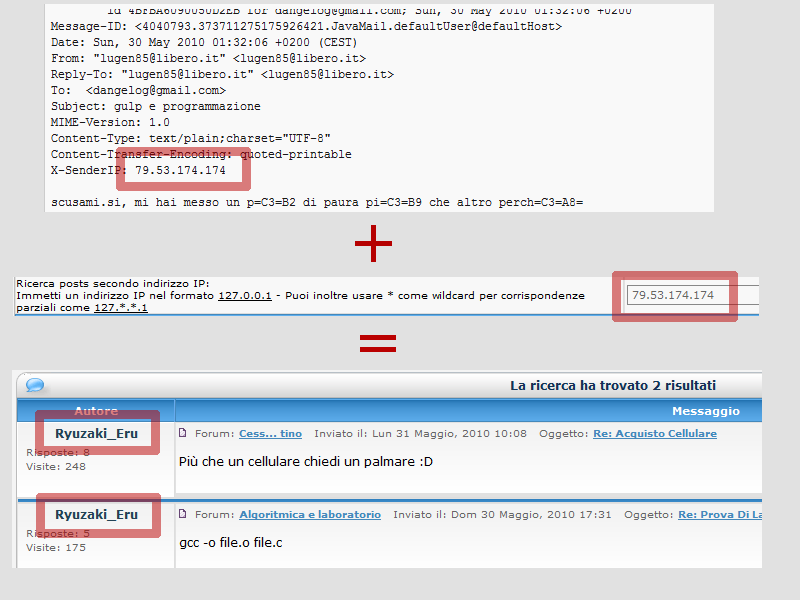 id 4BFBA6090050D2EB for dangelog@gmail.com; Sun, 30 May 2010 01:32:06 +0200
Message-ID: <4040793.373711275175926421.JavaMail.defaultUser@defaultHost>
Date: Sun, 30 May 2010 01:32:06 +0200 (CEST)
From: "lugen85@libero.it" <lugen85@libero.it>
Reply-To: "lugen85@libero.it" <lugen85@libero.it>
To:  <dangelog@gmail.com>
Subject: gulp e programmazione
MIME-Version: 1.0
Content-Type: text/plain;charset="UTF-8"
Content-Transfer-Encoding: quoted-printable
X-SenderIP: 79.53.174.174
scusami.si, mi hai messo un p=C3=B2 di paura pi=C3=B9 che altro perch=C3=A8=
+
Ricerca posts secondo indirizzo IP:
Immetti un indirizzo IP nel formato 127.0.0.1 - Puoi inoltre usare * come wildcard per corrispondenze
parziali come 127.*.*.1
79.53.174.174
=
La ricerca ha trovato 2 risultati
Autore Messaggio
Ryuzaki_Eru Forum: Cess... tino Inviato il: Lun 31 Maggio, 2010 10:08 Oggetto: Re: Acquisto Cellulare
Risposte: 8
Visite: 248
Più che un cellulare chiedi un palmare :D
Ryuzaki_Eru Forum: Algoritmica e laboratorio Inviato il: Dom 30 Maggio, 2010 17:31 Oggetto: Re: Prova Di La
Risposte: 5
Visite: 175
gcc -o file.o file.c